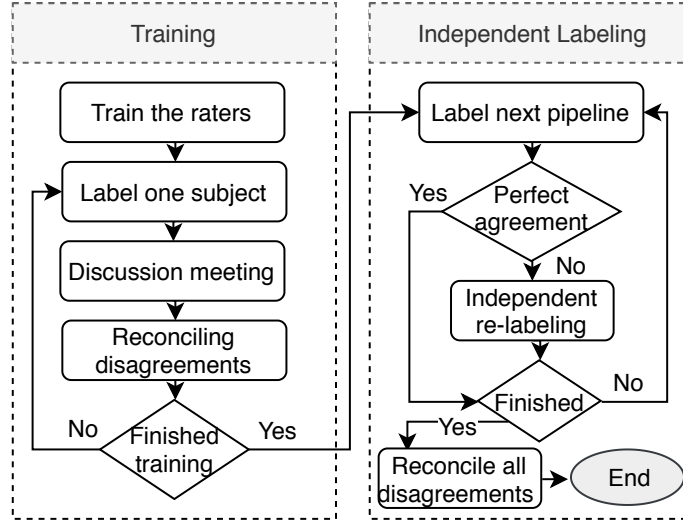 Training
Train the raters
Label one subject
Discussion meeting
Reconciling
disagreements
No
Finished
training
Yes
Independent Labeling
Label next pipeline
Yes
Perfect
agreement
No
Independent
re-labeling
Finished
No
Yes
Reconcile all
disagreements
End